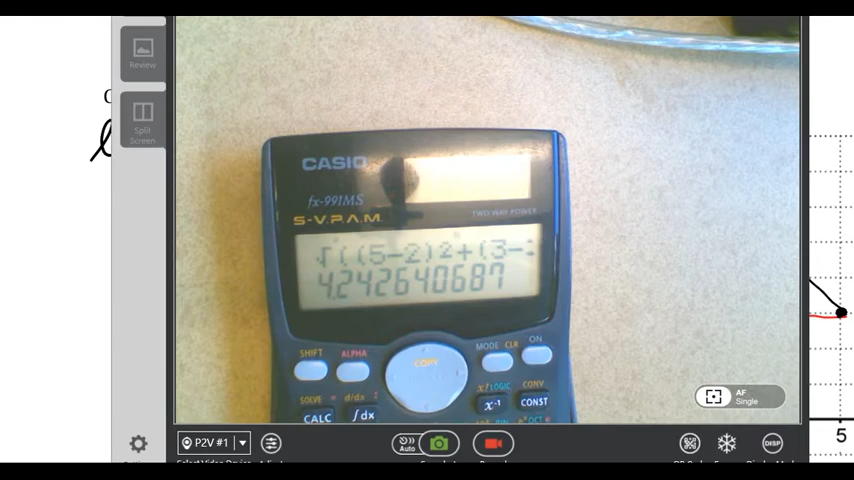 Review
Split
Screen
CASIO
fx-991MS
S-V.P.A.M.
TWO WAY POWER
√((5-2)²+(3-
4.242640687
SHIFT
ALPHA
MODE CLR
ON
COPY
SOLVE =
d/dx :
x! LOGIC
CONV
CALC
∫dx
x⁻¹
CONST
AF
Single
P2V #1
Auto
DISP
5